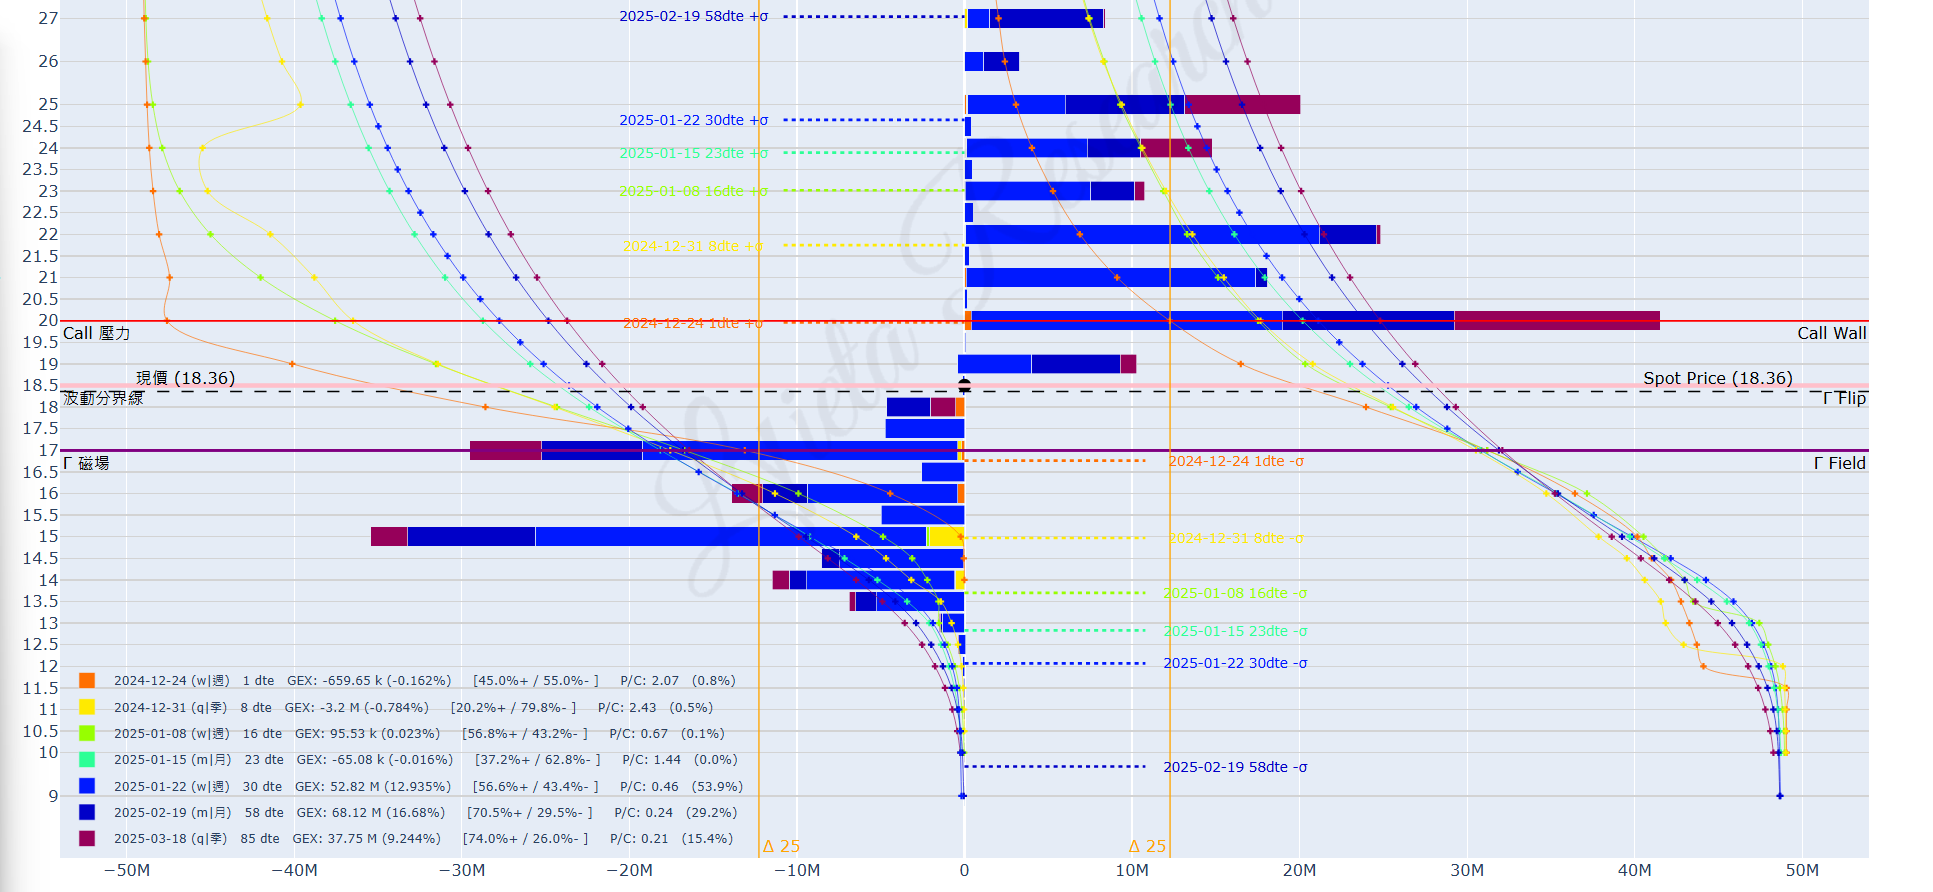 27
26
25
24.5
24
23.5
23
22.5
22
21.5
21
20.5
20
19.5
19
18.5
18
17.5
17
16.5
16
15.5
15
14.5
14
13.5
13
12.5
12
11.5
11
10.5
10
9
2025-02-19 58dte +σ
2025-01-22 30dte +σ
2025-01-15 23dte +σ
2025-01-08 16dte +σ
2024-12-31 8dte +σ
2024-12-24 1dte +σ
Call 壓力
Call Wall
現價 (18.36)
Spot Price (18.36)
波動分界線
Γ Flip
Γ 磁場
Γ Field
2024-12-24 1dte -σ
2024-12-31 8dte -σ
2025-01-08 16dte -σ
2025-01-15 23dte -σ
2025-01-22 30dte -σ
2025-02-19 58dte -σ
2024-12-24 (w|週) 1 dte GEX: -659.65 k (-0.162%) [45.0%+ / 55.0%- ] P/C: 2.07 (0.8%)
2024-12-31 (q|季) 8 dte GEX: -3.2 M (-0.784%) [20.2%+ / 79.8%- ] P/C: 2.43 (0.5%)
2025-01-08 (w|週) 16 dte GEX: 95.53 k (0.023%) [56.8%+ / 43.2%- ] P/C: 0.67 (0.1%)
2025-01-15 (m|月) 23 dte GEX: -65.08 k (-0.016%) [37.2%+ / 62.8%- ] P/C: 1.44 (0.0%)
2025-01-22 (w|週) 30 dte GEX: 52.82 M (12.935%) [56.6%+ / 43.4%- ] P/C: 0.46 (53.9%)
2025-02-19 (m|月) 58 dte GEX: 68.12 M (16.68%) [70.5%+ / 29.5%- ] P/C: 0.24 (29.2%)
2025-03-18 (q|季) 85 dte GEX: 37.75 M (9.244%) [74.0%+ / 26.0%- ] P/C: 0.21 (15.4%)
Δ 25
Δ 25
−50M
−40M
−30M
−20M
−10M
0
10M
20M
30M
40M
50M